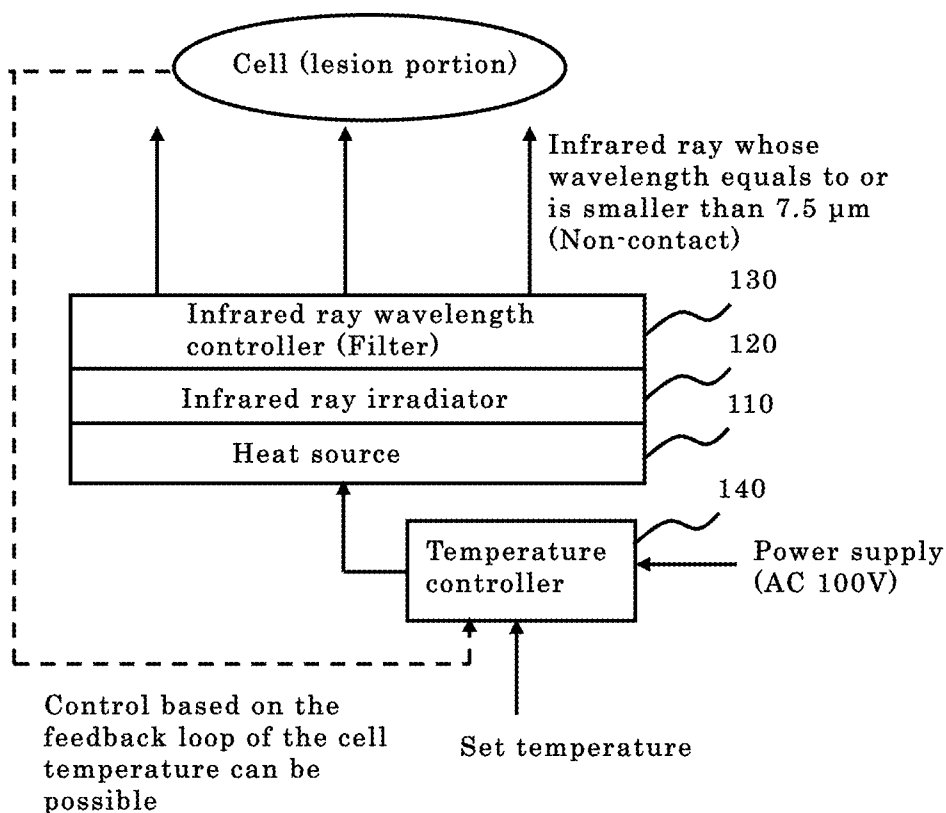 Cell (lesion portion)
Infrared ray whose
wavelength equals to or
is smaller than 7.5 µm
(Non-contact)
130
Infrared ray wavelength
controller (Filter)
120
Infrared ray irradiator
110
Heat source
140
Temperature
controller
Power supply
(AC 100V)
Control based on the
feedback loop of the cell
temperature can be
possible
Set temperature